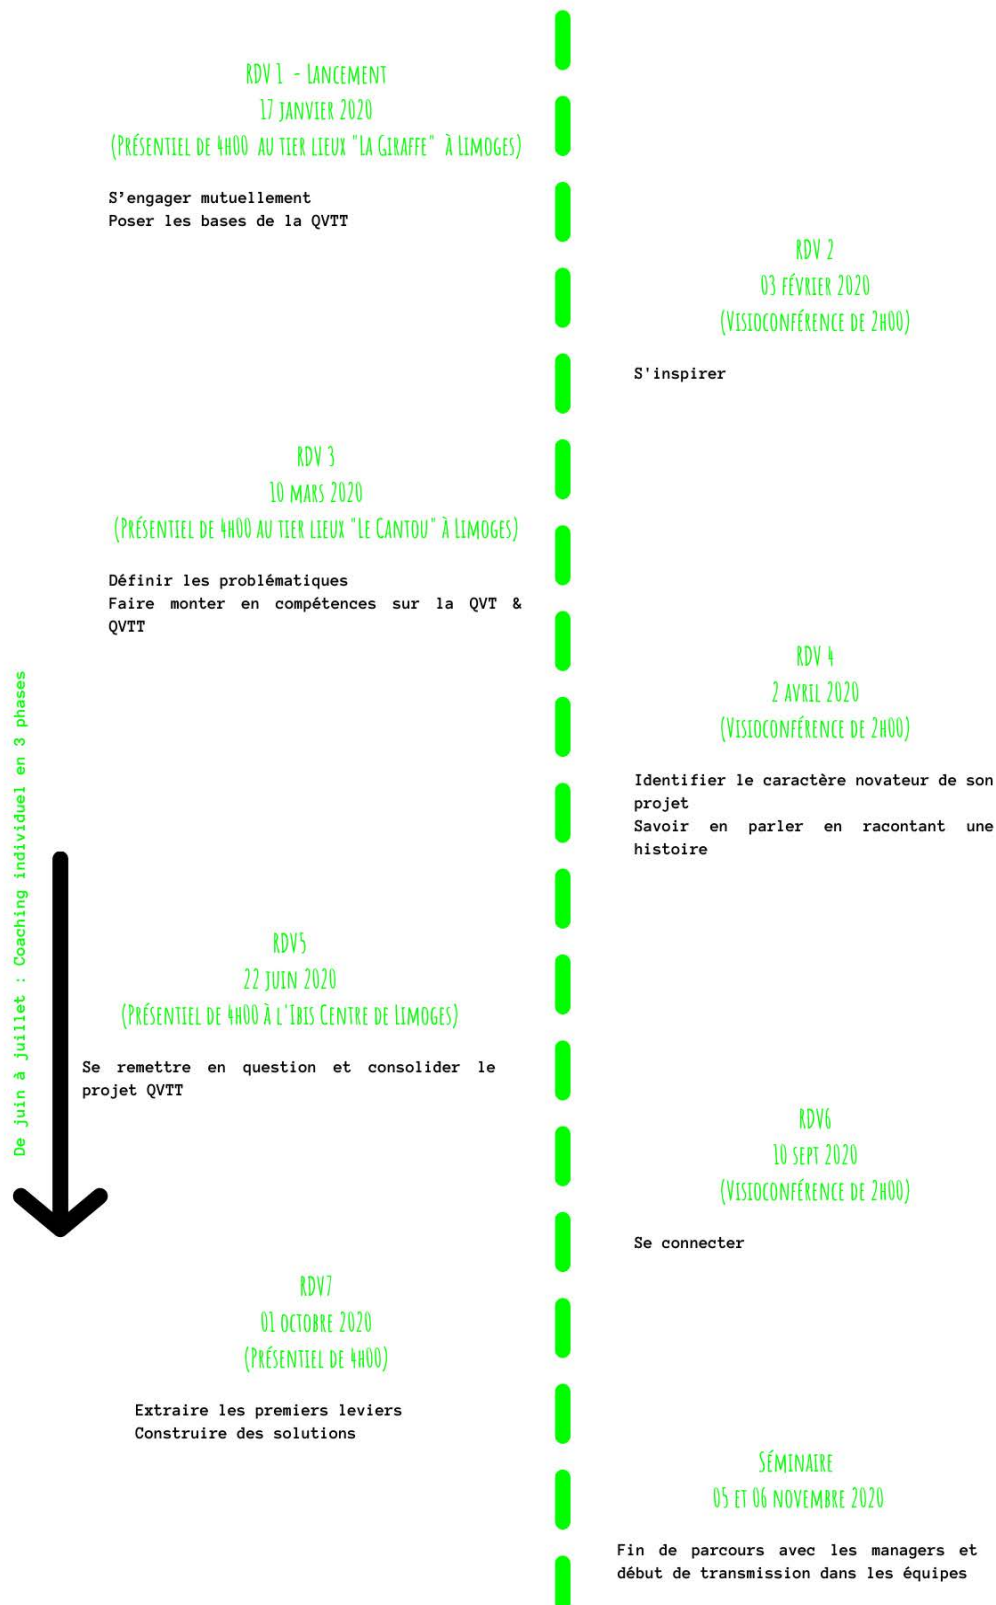 RDV 1 - Lancement
17 janvier 2020
(Présentiel de 4h00 au tier lieux "La Giraffe" à Limoges)
S'engager mutuellement
Poser les bases de la QVTT
RDV 2
03 février 2020
(Visioconférence de 2h00)
S'inspirer
RDV 3
10 mars 2020
(Présentiel de 4h00 au tier lieux "Le Cantou" à Limoges)
Définir les problématiques
Faire monter en compétences sur la QVT &
QVTT
RDV 4
2 avril 2020
(Visioconférence de 2h00)
Identifier le caractère novateur de son
projet
Savoir en parler en racontant une
histoire
De juin à juillet : Coaching individuel en 3 phases
RDV5
22 juin 2020
(Présentiel de 4h00 à l'Ibis Centre de Limoges)
Se remettre en question et consolider le
projet QVTT
RDV6
10 sept 2020
(Visioconférence de 2h00)
Se connecter
RDV7
01 octobre 2020
(Présentiel de 4h00)
Extraire les premiers leviers
Construire des solutions
Séminaire
05 et 06 novembre 2020
Fin de parcours avec les managers et
début de transmission dans les équipes